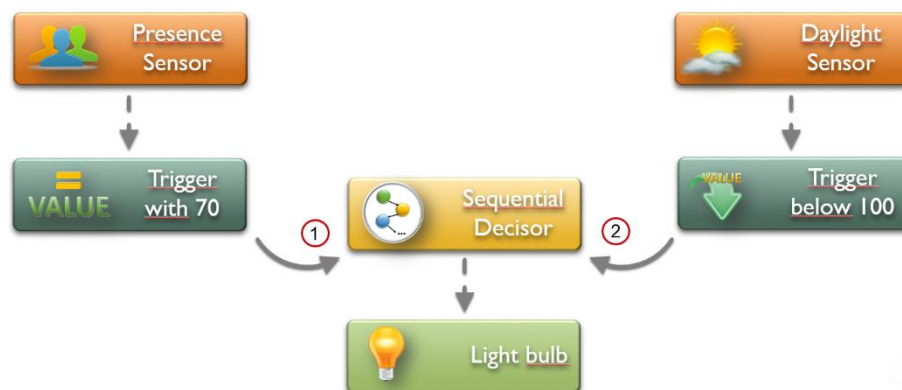 Presence
Sensor
Daylight
Sensor
= VALUE
Trigger
with 70
VALUE
Trigger
below 100
1
Sequential
Decisor
...
2
Light bulb